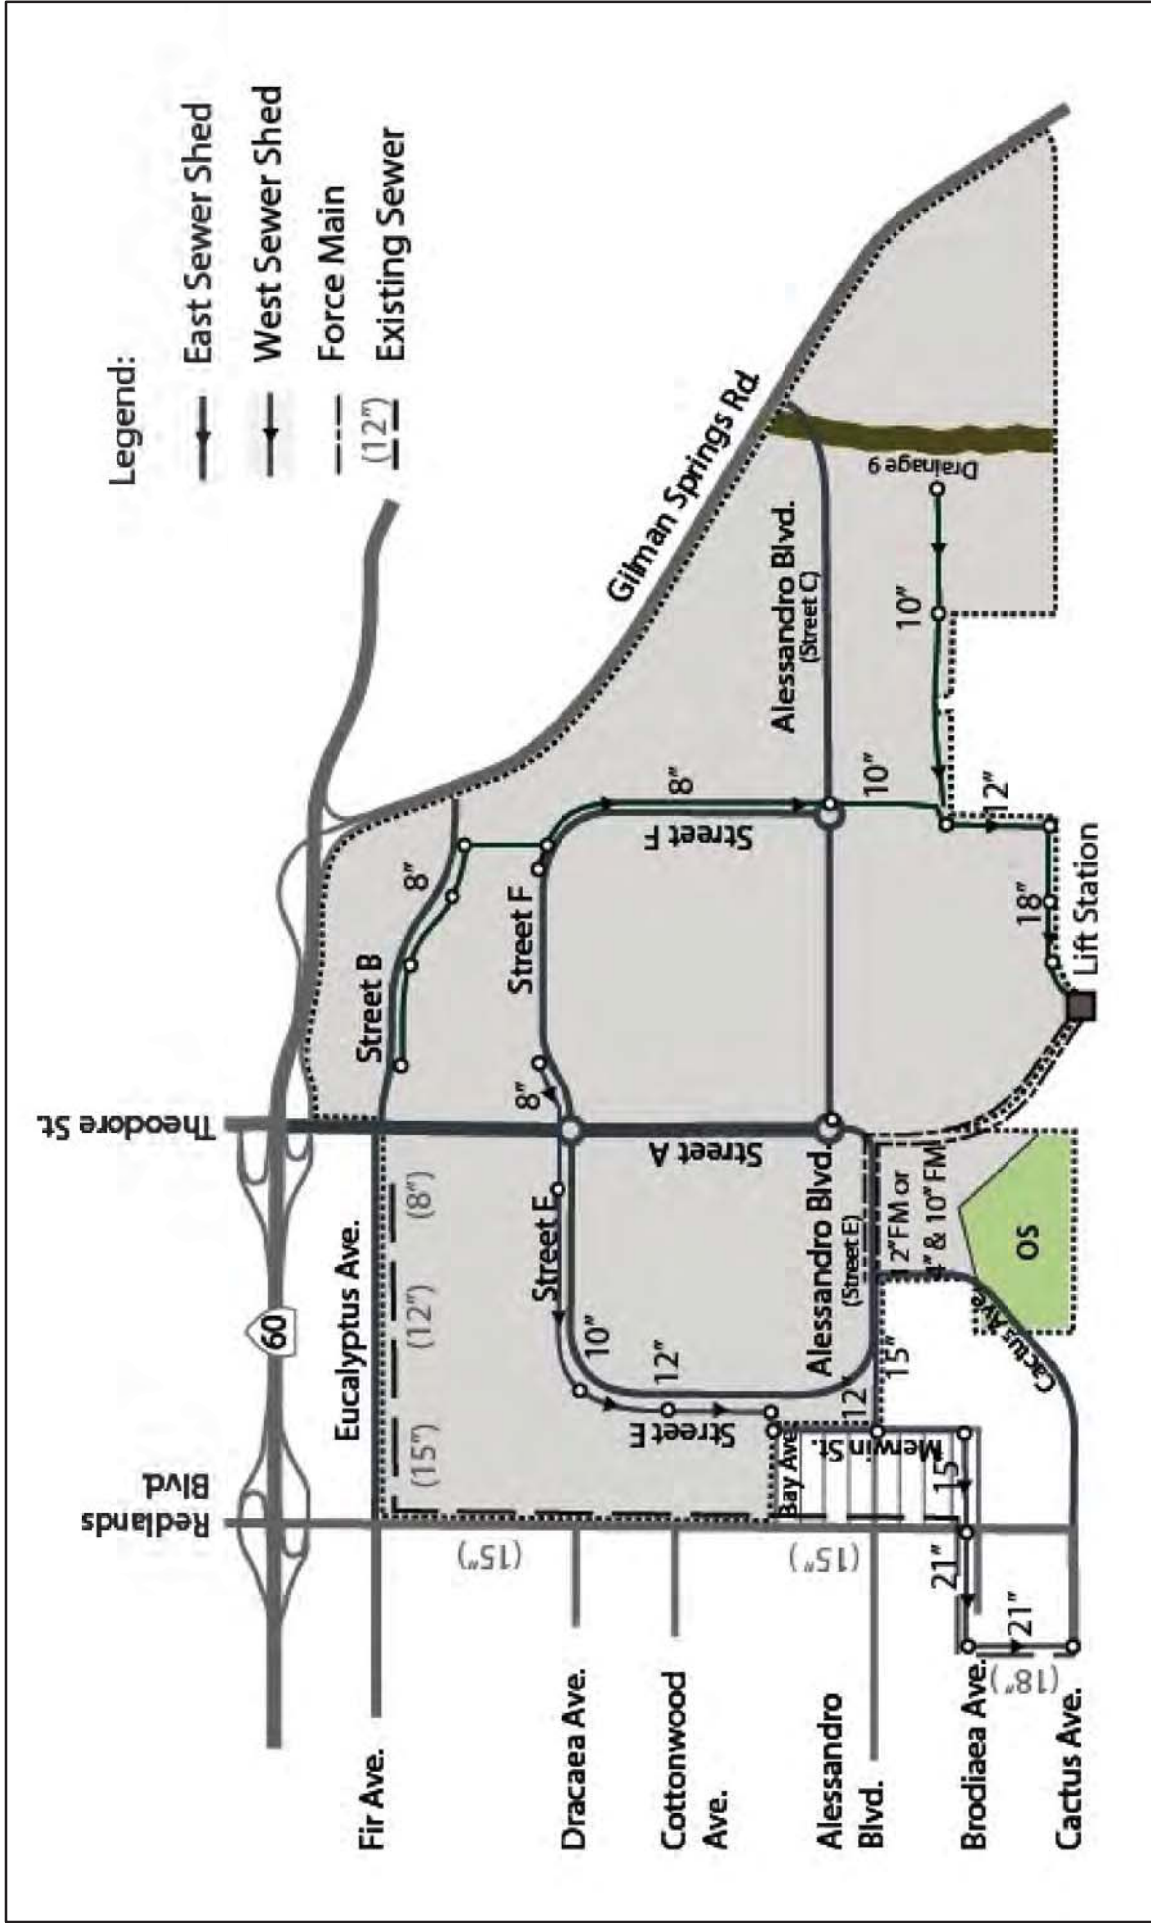 Legend:
East Sewer Shed
West Sewer Shed
Force Main
(12")
Existing Sewer
Theodore St.
Redlands
Blvd.
60
Eucalyptus Ave.
(15")
(12")
(8")
Street B
8"
Street F
8"
Street F
8"
Gilman Springs Rd.
Street A
Street E
10"
12"
Street E
Alessandro Blvd.
(Street C)
Alessandro Blvd.
(Street E)
Drainage 9
10"
10"
12"
18"
Lift Station
12"FM or
4" & 10" FM
OS
Cactus Ave.
12"
15"
Bay Ave
Merwin St.
15"
21"
21"
(15")
(15")
(18")
Fir Ave.
Dracaea Ave.
Cottonwood
Ave.
Alessandro
Blvd.
Brodiaea Ave.
Cactus Ave.